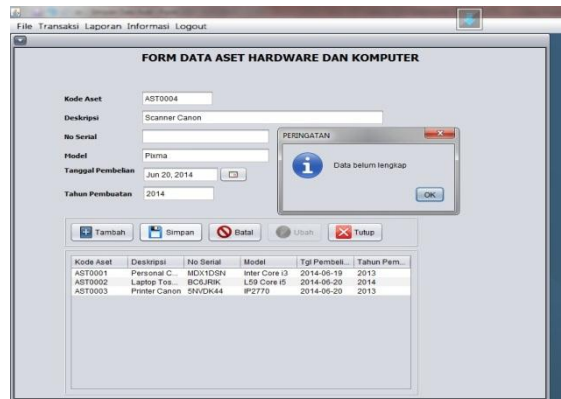 File Transaksi Laporan Informasi Logout
FORM DATA ASET HARDWARE DAN KOMPUTER
Kode Aset AST0004
Deskripsi Scanner Canon
No Serial
Model Pixma
Tanggal Pembelian Jun 20, 2014
Tahun Pembuatan 2014
PERINGATAN
Data belum lengkap
OK
Tambah Simpan Batal Ubah Tutup
Kode Aset Deskripsi No Serial Model Tgl Pembeli... Tahun Pem...
AST0001 Personal C... MDX1DSN Inter Core i3 2014-06-19 2013
AST0002 Laptop Tos... BC6JRIK L59 Core i5 2014-06-20 2014
AST0003 Printer Canon 5NVDK44 IP2770 2014-06-20 2013